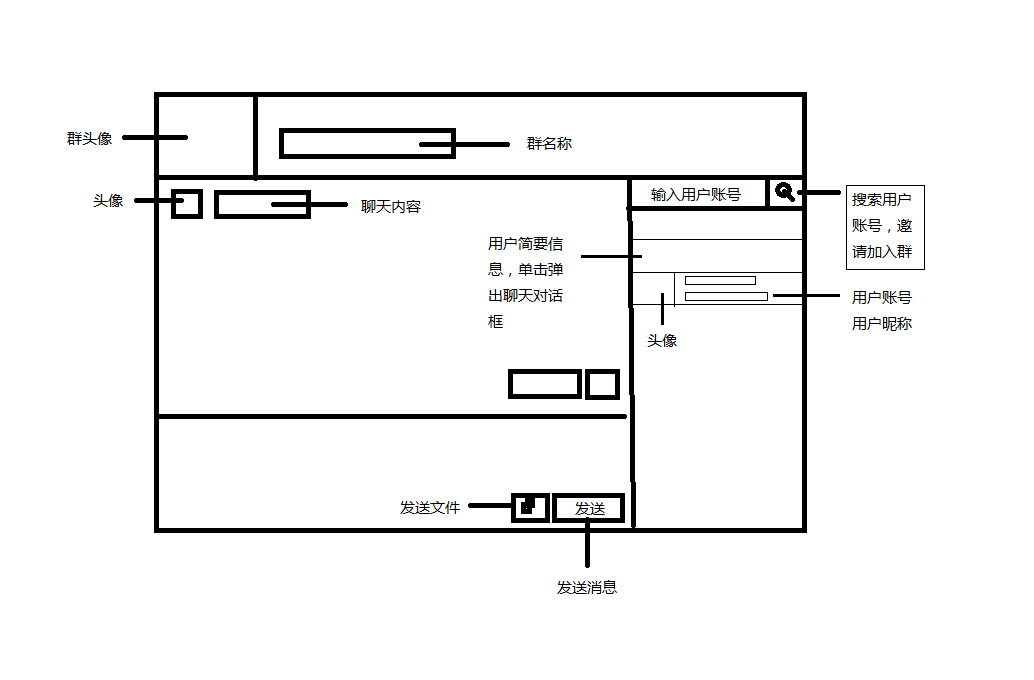 群头像
群名称
头像
聊天内容
输入用户账号
搜索用户
账号，邀
请加入群
用户简要信
息，单击弹
出聊天对话
框
用户账号
用户昵称
头像
发送文件
发送
发送消息